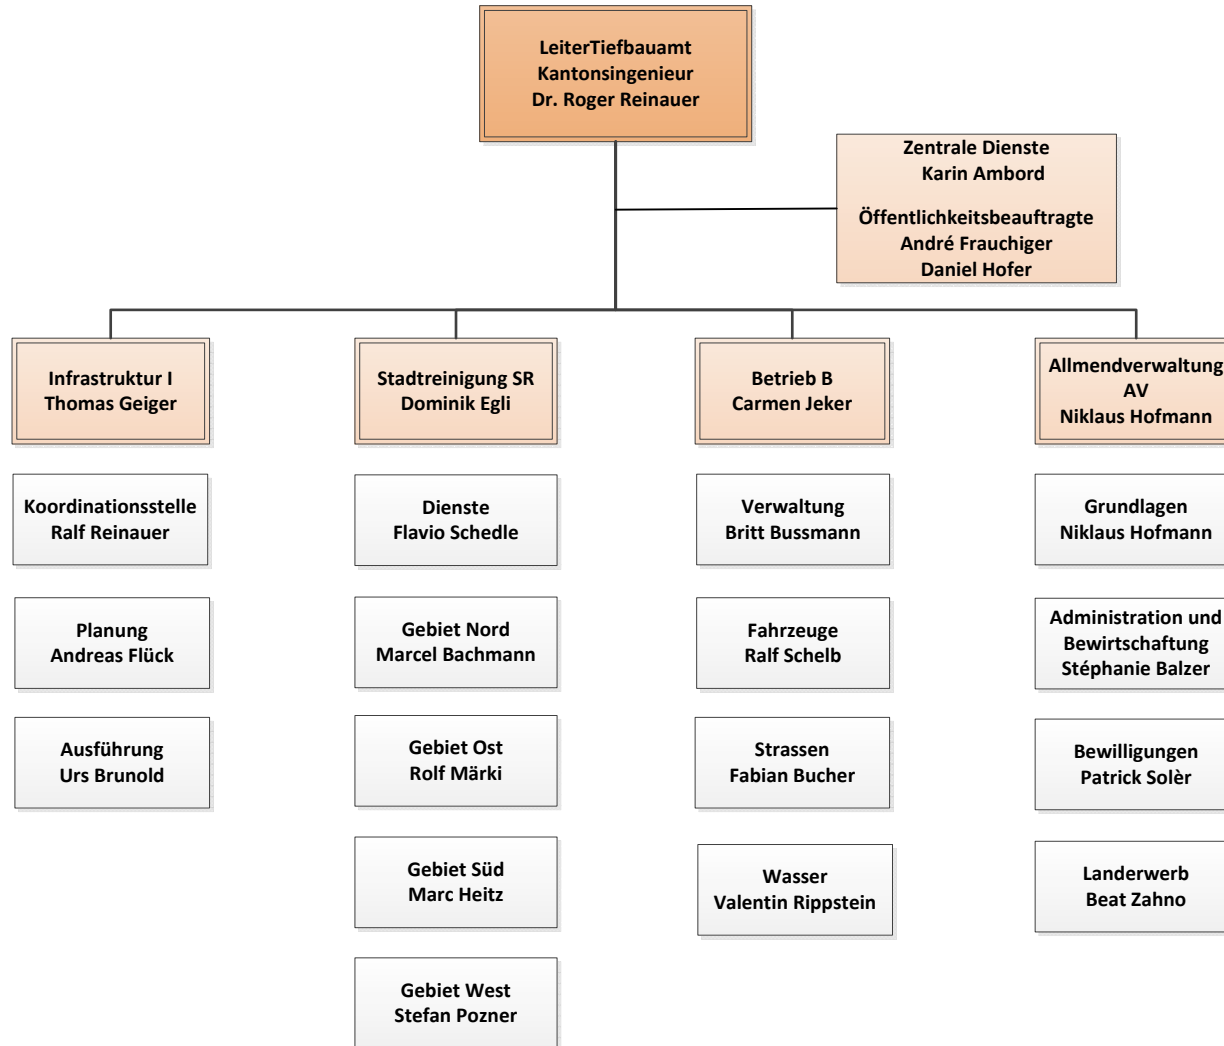 LeiterTiefbauamt
Kantonsingenieur
Dr. Roger Reinauer
Zentrale Dienste
Karin Ambord
Öffentlichkeitsbeauftragte
André Frauchiger
Daniel Hofer
Infrastruktur I
Thomas Geiger
Stadtreinigung SR
Dominik Egli
Betrieb B
Carmen Jeker
Allmendverwaltung
AV
Niklaus Hofmann
Koordinationsstelle
Ralf Reinauer
Dienste
Flavio Schedle
Verwaltung
Britt Bussmann
Grundlagen
Niklaus Hofmann
Planung
Andreas Flück
Gebiet Nord
Marcel Bachmann
Fahrzeuge
Ralf Schelb
Administration und
Bewirtschaftung
Stéphanie Balzer
Ausführung
Urs Brunold
Gebiet Ost
Rolf Märki
Strassen
Fabian Bucher
Bewilligungen
Patrick Solèr
Gebiet Süd
Marc Heitz
Wasser
Valentin Rippstein
Landerwerb
Beat Zahno
Gebiet West
Stefan Pozner